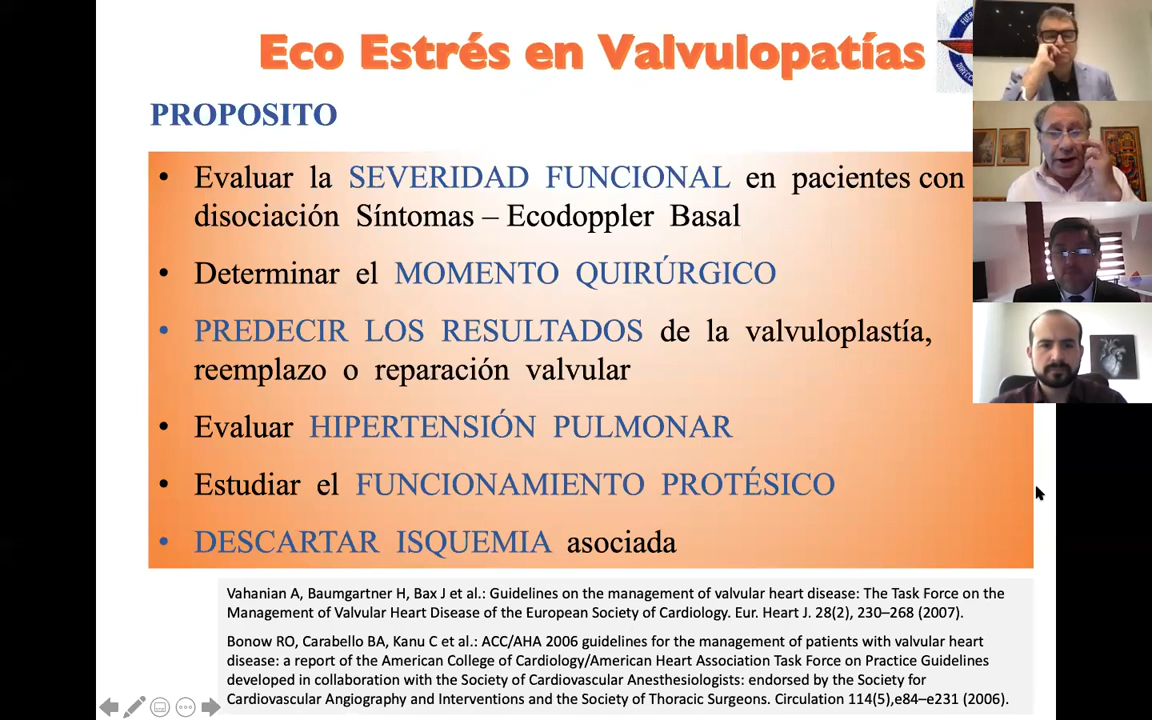 Eco Estrés en Valvulopatías
PROPOSITO
• Evaluar la SEVERIDAD FUNCIONAL en pacientes con
disociación Síntomas – Ecodoppler Basal
• Determinar el MOMENTO QUIRÚRGICO
• PREDECIR LOS RESULTADOS de la valvuloplastía,
reemplazo o reparación valvular
• Evaluar HIPERTENSIÓN PULMONAR
• Estudiar el FUNCIONAMIENTO PROTÉSICO
• DESCARTAR ISQUEMIA asociada
Vahanian A, Baumgartner H, Bax J et al.: Guidelines on the management of valvular heart disease: The Task Force on the
Management of Valvular Heart Disease of the European Society of Cardiology. Eur. Heart J. 28(2), 230–268 (2007).
Bonow RO, Carabello BA, Kanu C et al.: ACC/AHA 2006 guidelines for the management of patients with valvular heart
disease: a report of the American College of Cardiology/American Heart Association Task Force on Practice Guidelines
developed in collaboration with the Society of Cardiovascular Anesthesiologists: endorsed by the Society for
Cardiovascular Angiography and Interventions and the Society of Thoracic Surgeons. Circulation 114(5),e84–e231 (2006).